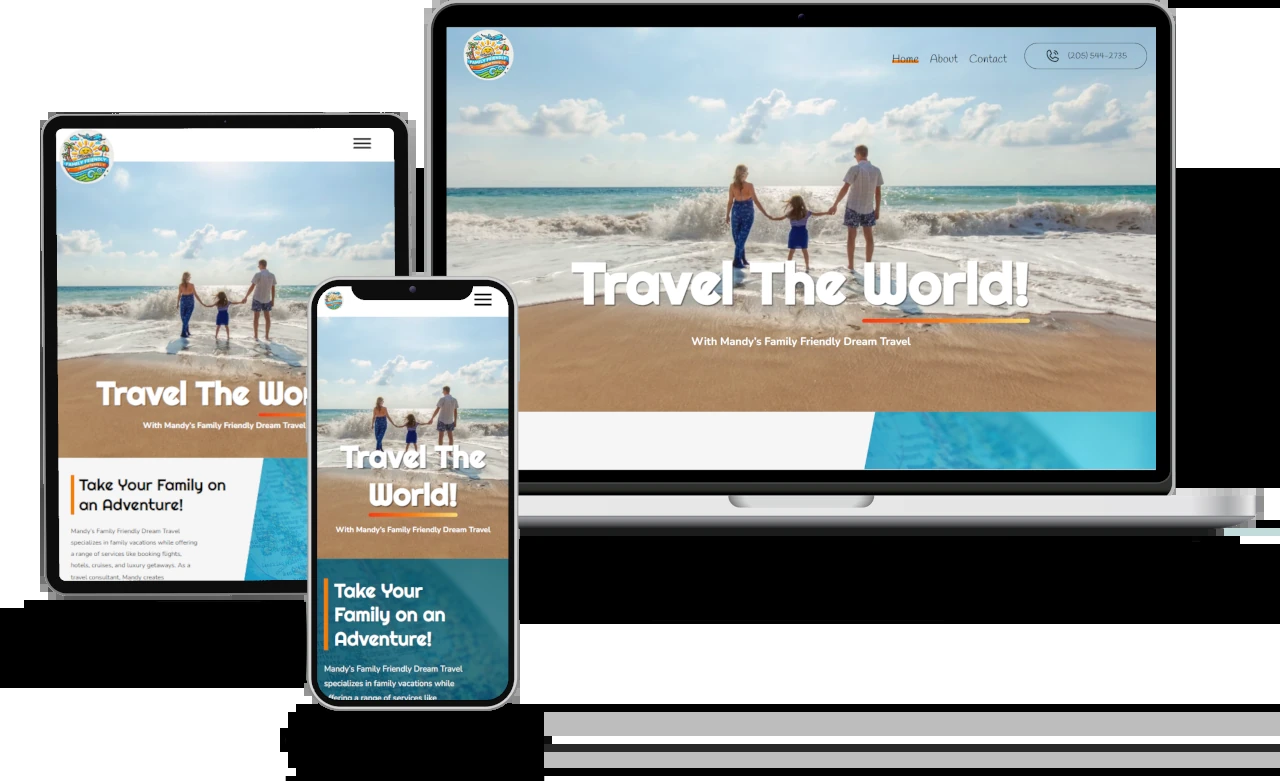 FAMILY FRIENDLY
Home About Contact (205) 544-2735
Travel The World!
With Mandy's Family Friendly Dream Travel
FAMILY FRIENDLY
Travel The Wor
With Mandy's Family Friendly Dream Travel
Take Your Family on
an Adventure!
Mandy's Family Friendly Dream Travel
specializes in family vacations while offering
a range of services like booking flights,
hotels, cruises, and luxury getaways. As a
travel consultant, Mandy creates
Travel The
World!
With Mandy's Family Friendly Dream Travel
Take Your
Family on an
Adventure!
Mandy's Family Friendly Dream Travel
specializes in family vacations while
offering a range of services like